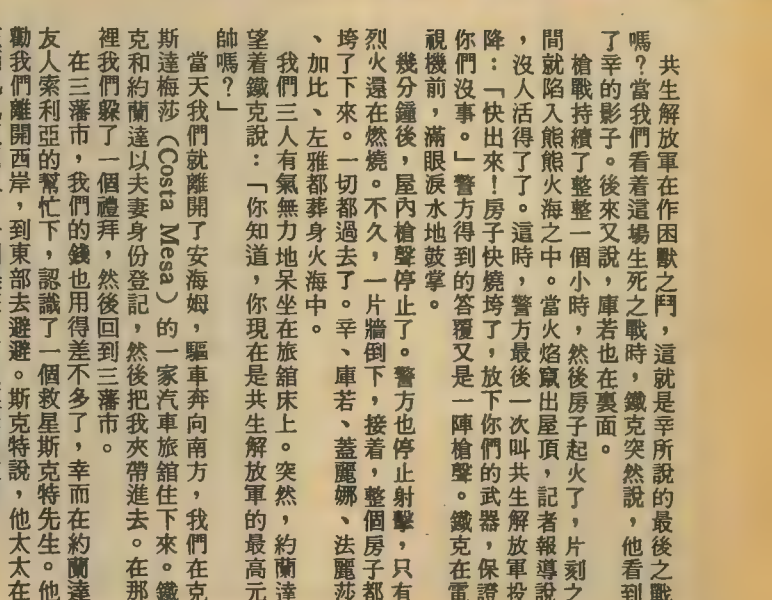 共生解放軍在作困獸之鬥，這就是辛所說的最後之戰
嗎？當我們看着這場生死之戰時，鐵克突然說，他看到
了辛的影子。後來又說，庫若也在裏面。
槍戰持續了整整一個小時，然後房子起火了，片刻之
間就陷入熊熊火海之中。當火焰竄出屋頂，記者報導說
，沒人活得了了。這時，警方最後一次叫共生解放軍投
降：「快出來！房子快燒垮了，放下你們的武器，保證
你們沒事。」警方得到的答覆又是一陣槍聲。鐵克在電
視機前，滿眼淚水地鼓掌。
幾分鐘後，屋內槍聲停止了。警方也停止射擊，只有
烈火還在燃燒。不久，一片牆倒下，接着，整個房子都
垮了下來。一切都過去了。辛、庫若、蓋麗娜、法麗莎
、加比、左雅都葬身火海中。
我們三人有氣無力地呆坐在旅舘床上。突然，約蘭達
望着鐵克說：「你知道，你現在是共生解放軍的最高元
帥嗎？」
當天我們就離開了安海姆，驅車奔向南方，我們在克
斯達梅莎（Costa Mesa）的一家汽車旅舘住下來。鐵
克和約蘭達以夫妻身份登記，然後把我夾帶進去。在那
裡我們躲了一個禮拜，然後回到三藩市。
在三藩市，我們的錢也用得差不多了，幸而在約蘭達
友人索利亞的幫忙下，認識了一個救星斯克特先生。他
勸我們離開西岸，到東部去避避。斯克特說，他太太在